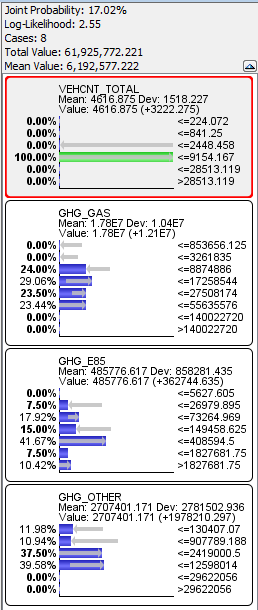 Joint Probability: 17.02%
Log-Likelihood: 2.55
Cases: 8
Total Value: 61,925,772.221
Mean Value: 6,192,577.222
VEHCNT_TOTAL
Mean: 4616.875 Dev: 1518.227
Value: 4616.875 (+3222.275)
0.00% <=224.072
0.00% <=841.25
0.00% <=2448.458
100.00% <=9154.167
0.00% <=28513.119
0.00% >28513.119
GHG_GAS
Mean: 1.78E7 Dev: 1.04E7
Value: 1.78E7 (+1.21E7)
0.00% <=853656.125
0.00% <=3261835
24.00% <=8874886
29.06% <=17258544
23.50% <=27508174
23.44% <=55635576
0.00% <=140022720
0.00% >140022720
GHG_E85
Mean: 485776.617 Dev: 858281.435
Value: 485776.617 (+362744.635)
0.00% <=5627.605
7.50% <=26979.895
17.92% <=73264.969
15.00% <=149458.625
41.67% <=408594.5
7.50% <=1827681.75
10.42% >1827681.75
GHG_OTHER
Mean: 2707401.171 Dev: 2781502.936
Value: 2707401.171 (+1978210.297)
11.98% <=130407.07
10.94% <=907789.188
37.50% <=2419000.5
39.58% <=12598014
0.00% <=29622056
0.00% >29622056